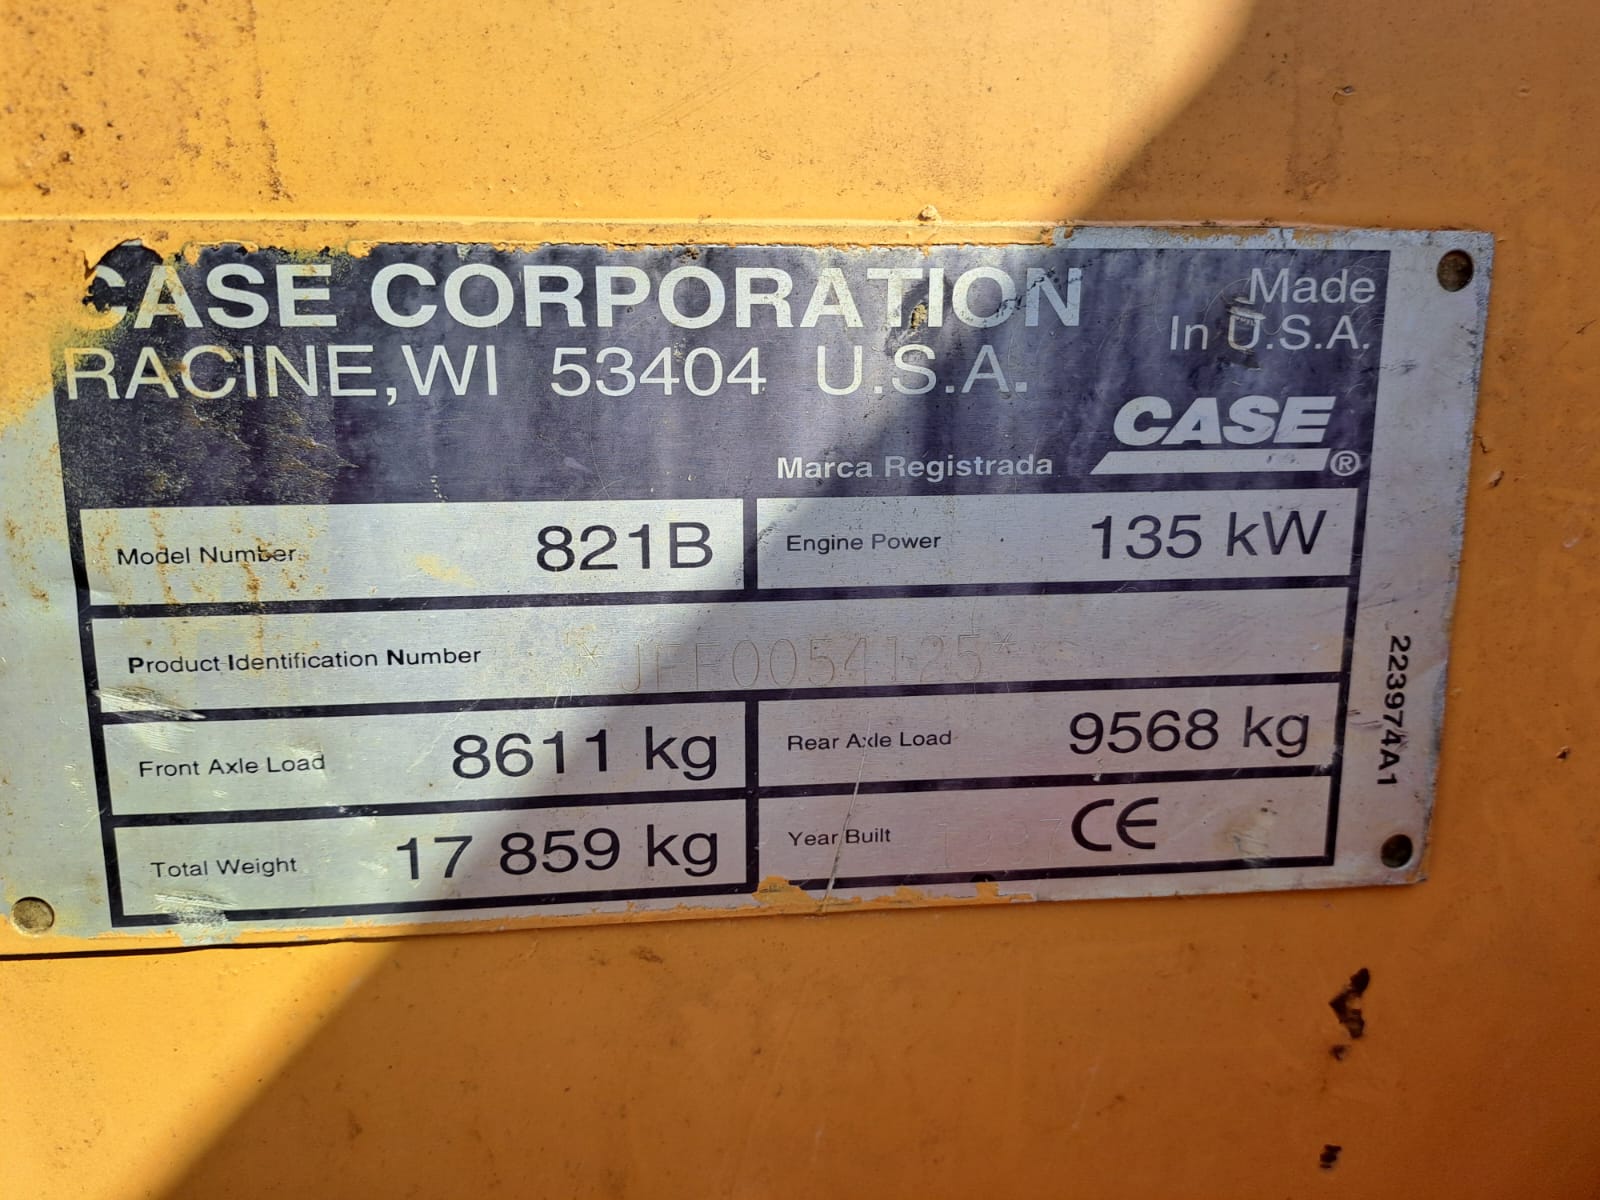 CASE CORPORATION
RACINE, WI 53404 U.S.A.
Made
In U.S.A.
CASE ®
Marca Registrada
Model Number 821B
Engine Power 135 kW
Product Identification Number *JEE0054125*
Front Axle Load 8611 kg
Rear Axle Load 9568 kg
Total Weight 17 859 kg
Year Built CE
223974A1